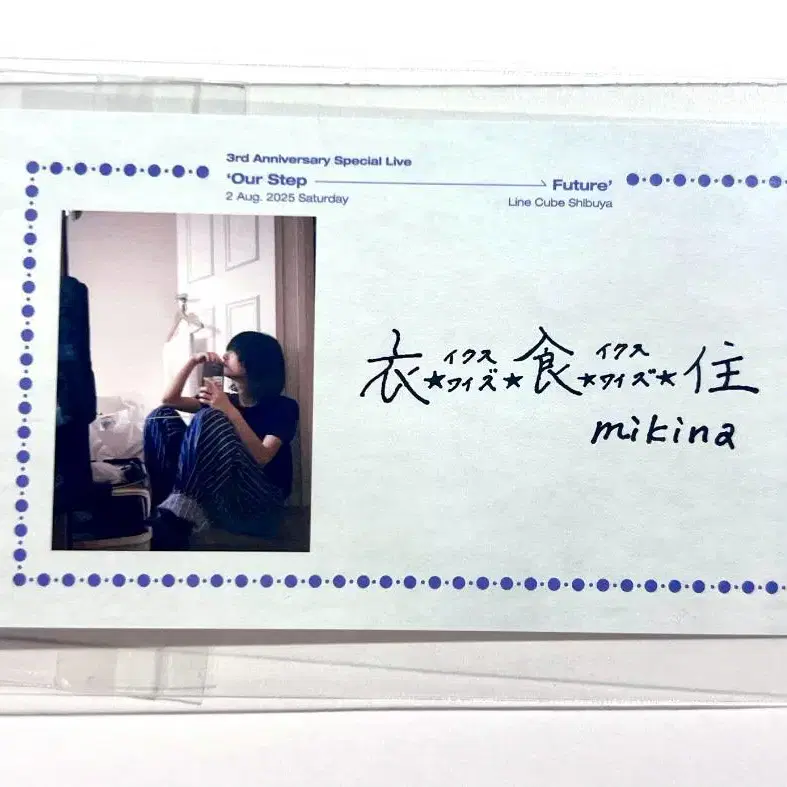 3rd Anniversary Special Live
‘Our Step
Future’
2 Aug. 2025 Saturday
Line Cube Shibuya
イクス イクス
衣★ワイズ★食★ワイズ★住
mikina